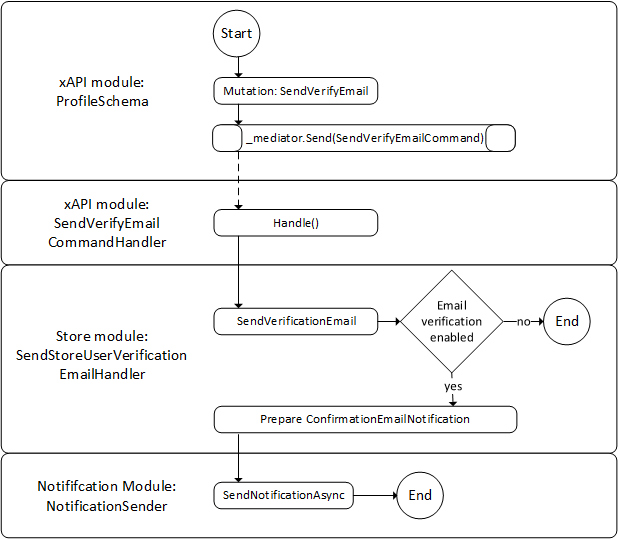 Start
xAPI module:
ProfileSchema
Mutation: SendVerifyEmail
_mediator.Send(SendVerifyEmailCommand)
xAPI module:
SendVerifyEmail
CommandHandler
Handle()
Store module:
SendStoreUserVerification
EmailHandler
SendVerificationEmail
Email
verification
enabled
no
End
yes
Prepare ConfirmationEmailNotification
Notififcation Module:
NotificationSender
SendNotificationAsync
End